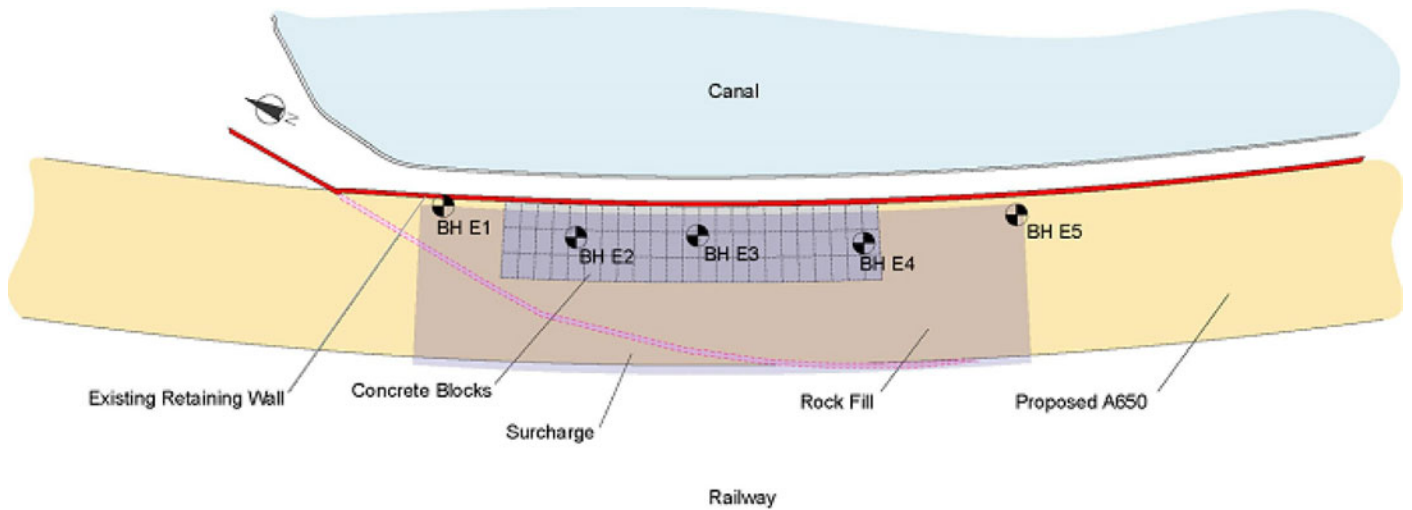 Canal
N
BH E1
BH E2
BH E3
BH E4
BH E5
Existing Retaining Wall
Concrete Blocks
Surcharge
Rock Fill
Proposed A650
Railway